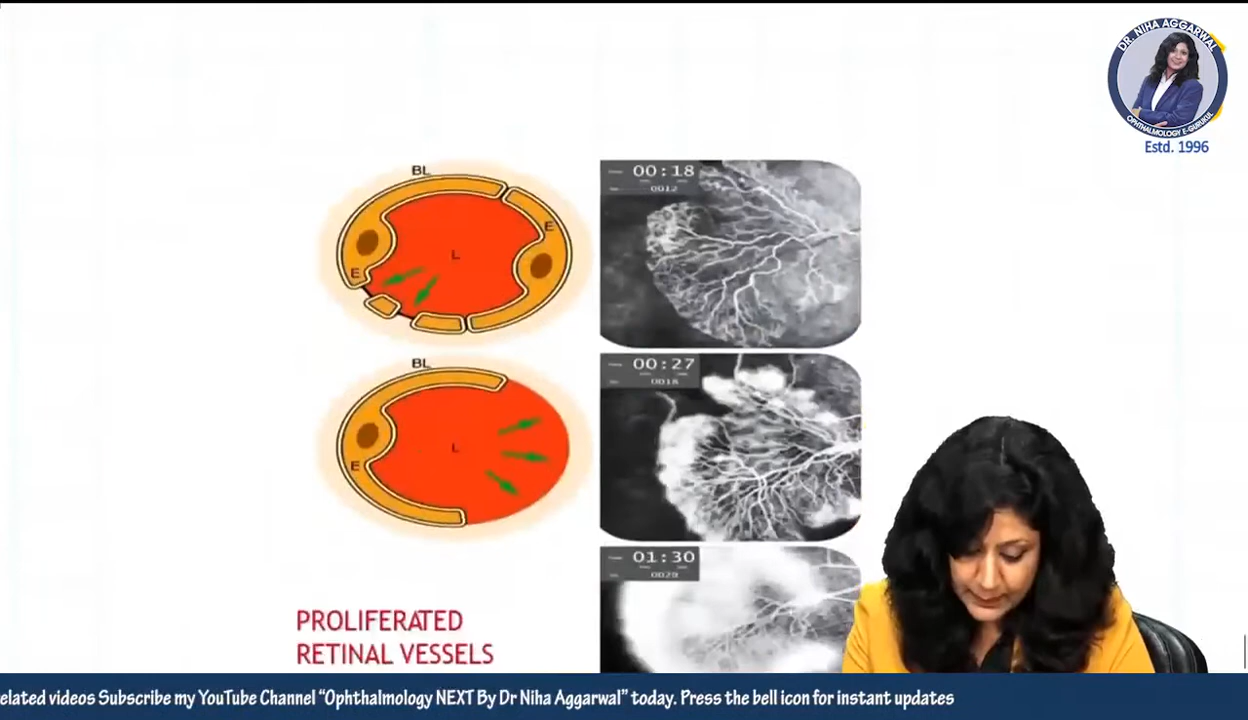 DR. NIHA AGGARWAL
OPHTHALMOLOGY E-GURUKUL
Estd. 1996
BL
E
E
L
00:18
0012
BL
E
L
00:27
0018
01:30
PROLIFERATED
RETINAL VESSELS
elated videos Subscribe my YouTube Channel “Ophthalmology NEXT By Dr Niha Aggarwal” today. Press the bell icon for instant updates